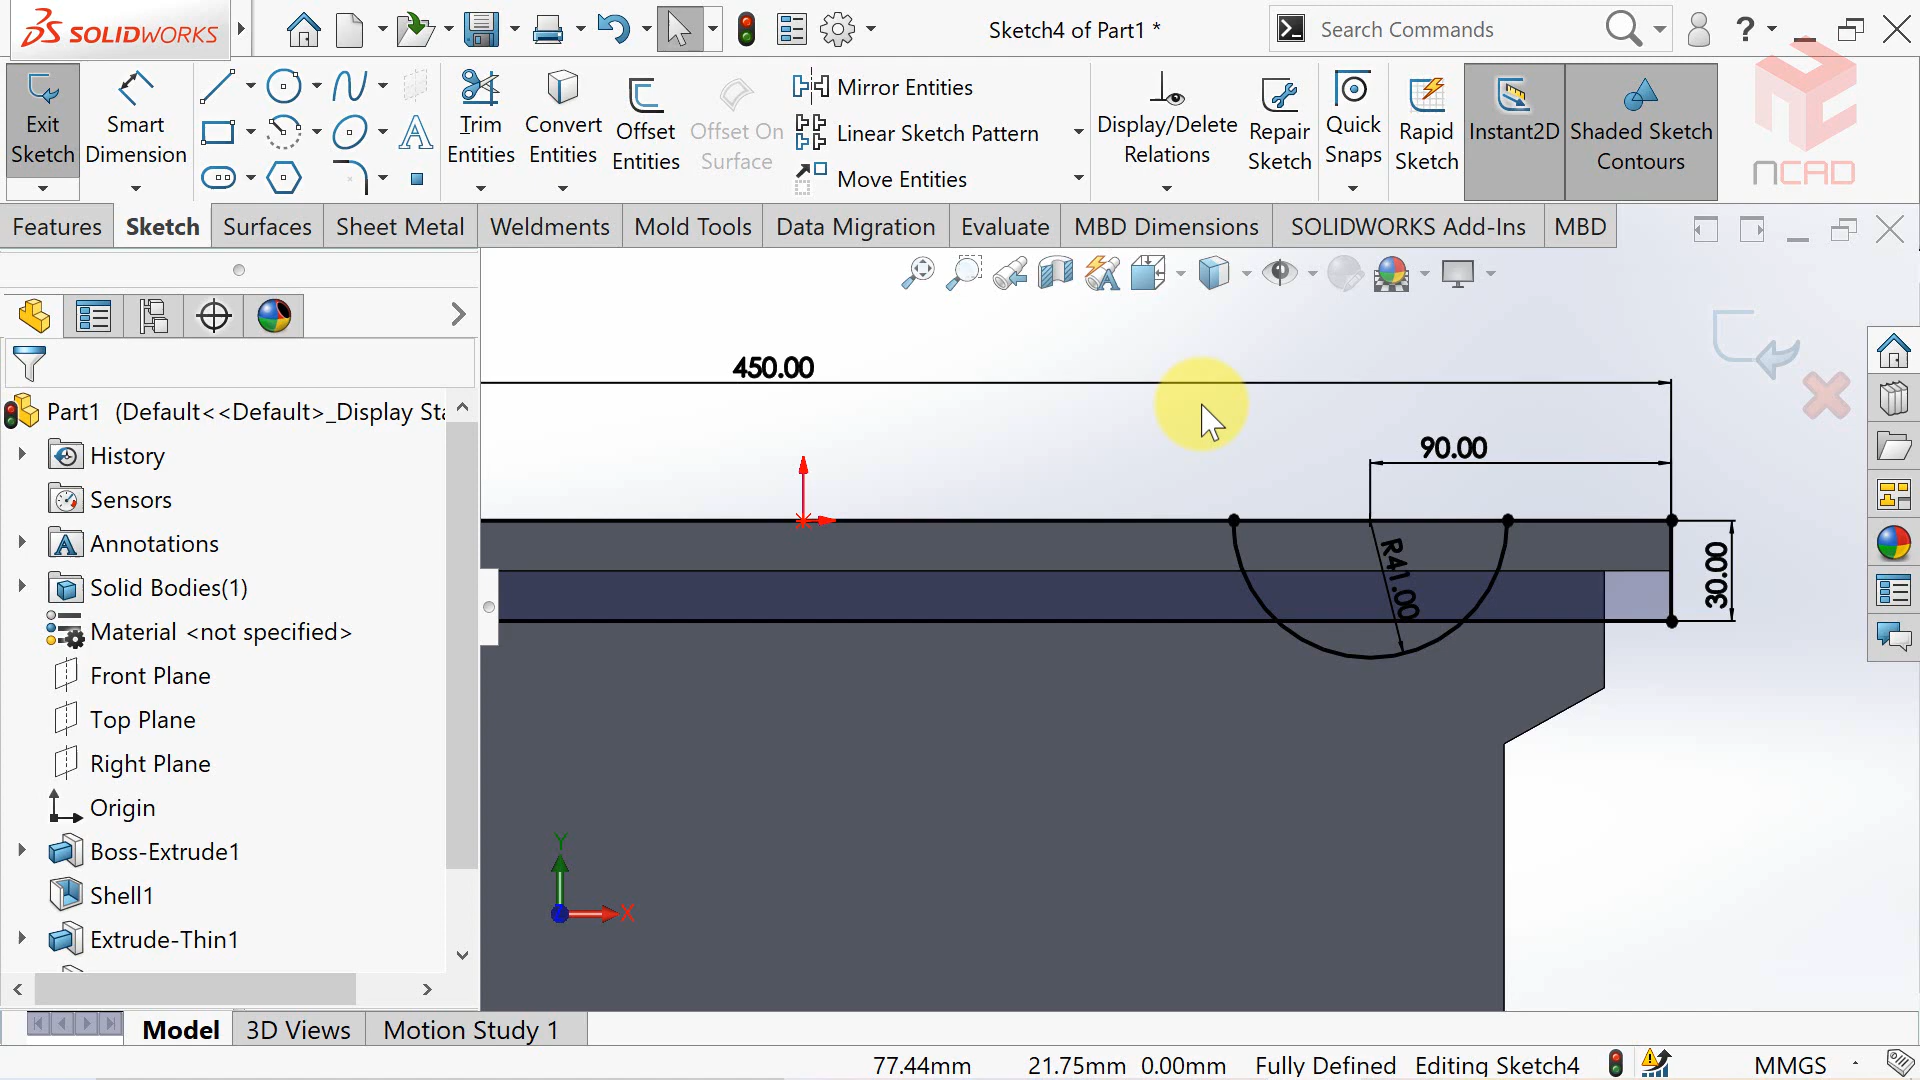 SOLIDWORKS
Sketch4 of Part1 *
Search Commands
?
Exit Sketch
Smart Dimension
Trim Entities
Convert Entities
Offset Entities
Offset On Surface
Mirror Entities
Linear Sketch Pattern
Move Entities
Display/Delete Relations
Repair Sketch
Quick Snaps
Rapid Sketch
Instant2D
Shaded Sketch Contours
NCAD
Features
Sketch
Surfaces
Sheet Metal
Weldments
Mold Tools
Data Migration
Evaluate
MBD Dimensions
SOLIDWORKS Add-Ins
MBD
Part1 (Default<<Default>_Display Sta
History
Sensors
Annotations
Solid Bodies(1)
Material <not specified>
Front Plane
Top Plane
Right Plane
Origin
Boss-Extrude1
Shell1
Extrude-Thin1
450.00
90.00
R41.00
30.00
Y
X
Model
3D Views
Motion Study 1
77.44mm
21.75mm
0.00mm
Fully Defined
Editing Sketch4
MMGS